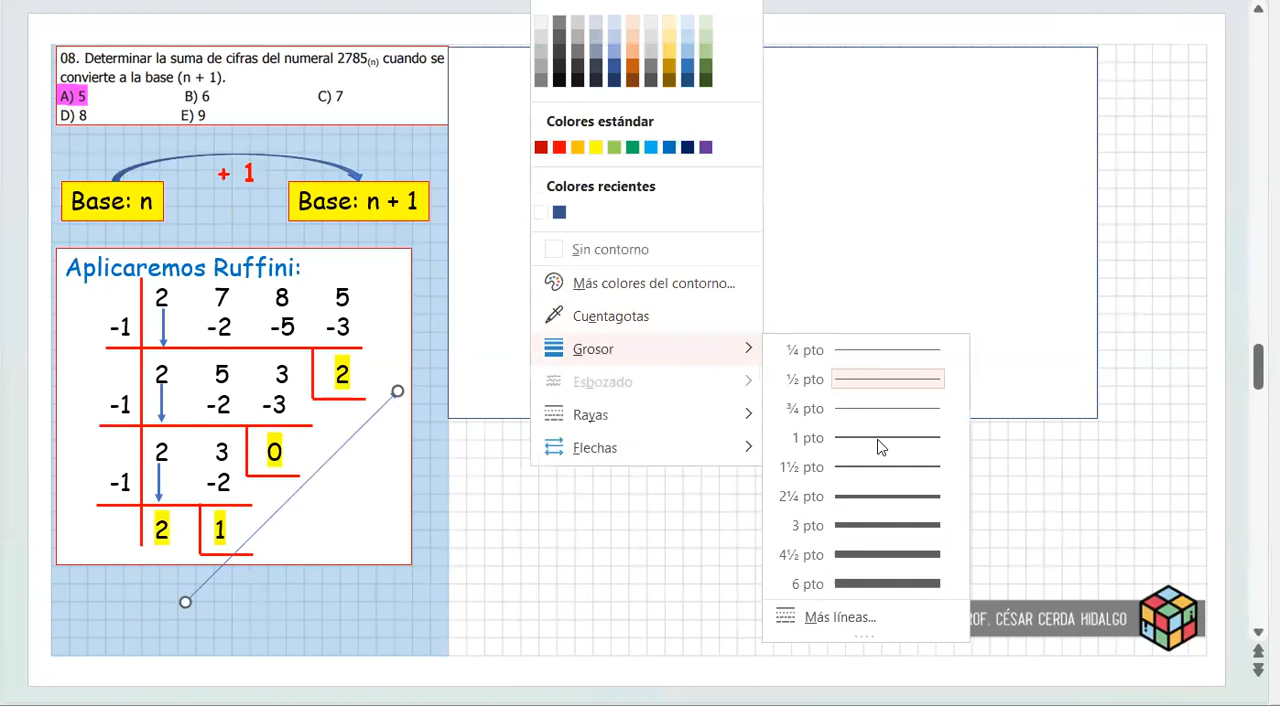 08. Determinar la suma de cifras del numeral 2785(n) cuando se
convierte a la base (n + 1).
A) 5 B) 6 C) 7
D) 8 E) 9
+ 1
Base: n Base: n + 1
Aplicaremos Ruffini:
2 7 8 5
-1 -2 -5 -3
2 5 3 2
-1 -2 -3
2 3 0
-1 -2
2 1
Colores estándar
Colores recientes
Sin contorno
Más colores del contorno...
Cuentagotas
Grosor
Esbozado
Rayas
Flechas
¼ pto
½ pto
¾ pto
1 pto
1½ pto
2¼ pto
3 pto
4½ pto
6 pto
Más líneas...
ROF. CÉSAR CERDA HIDALGO